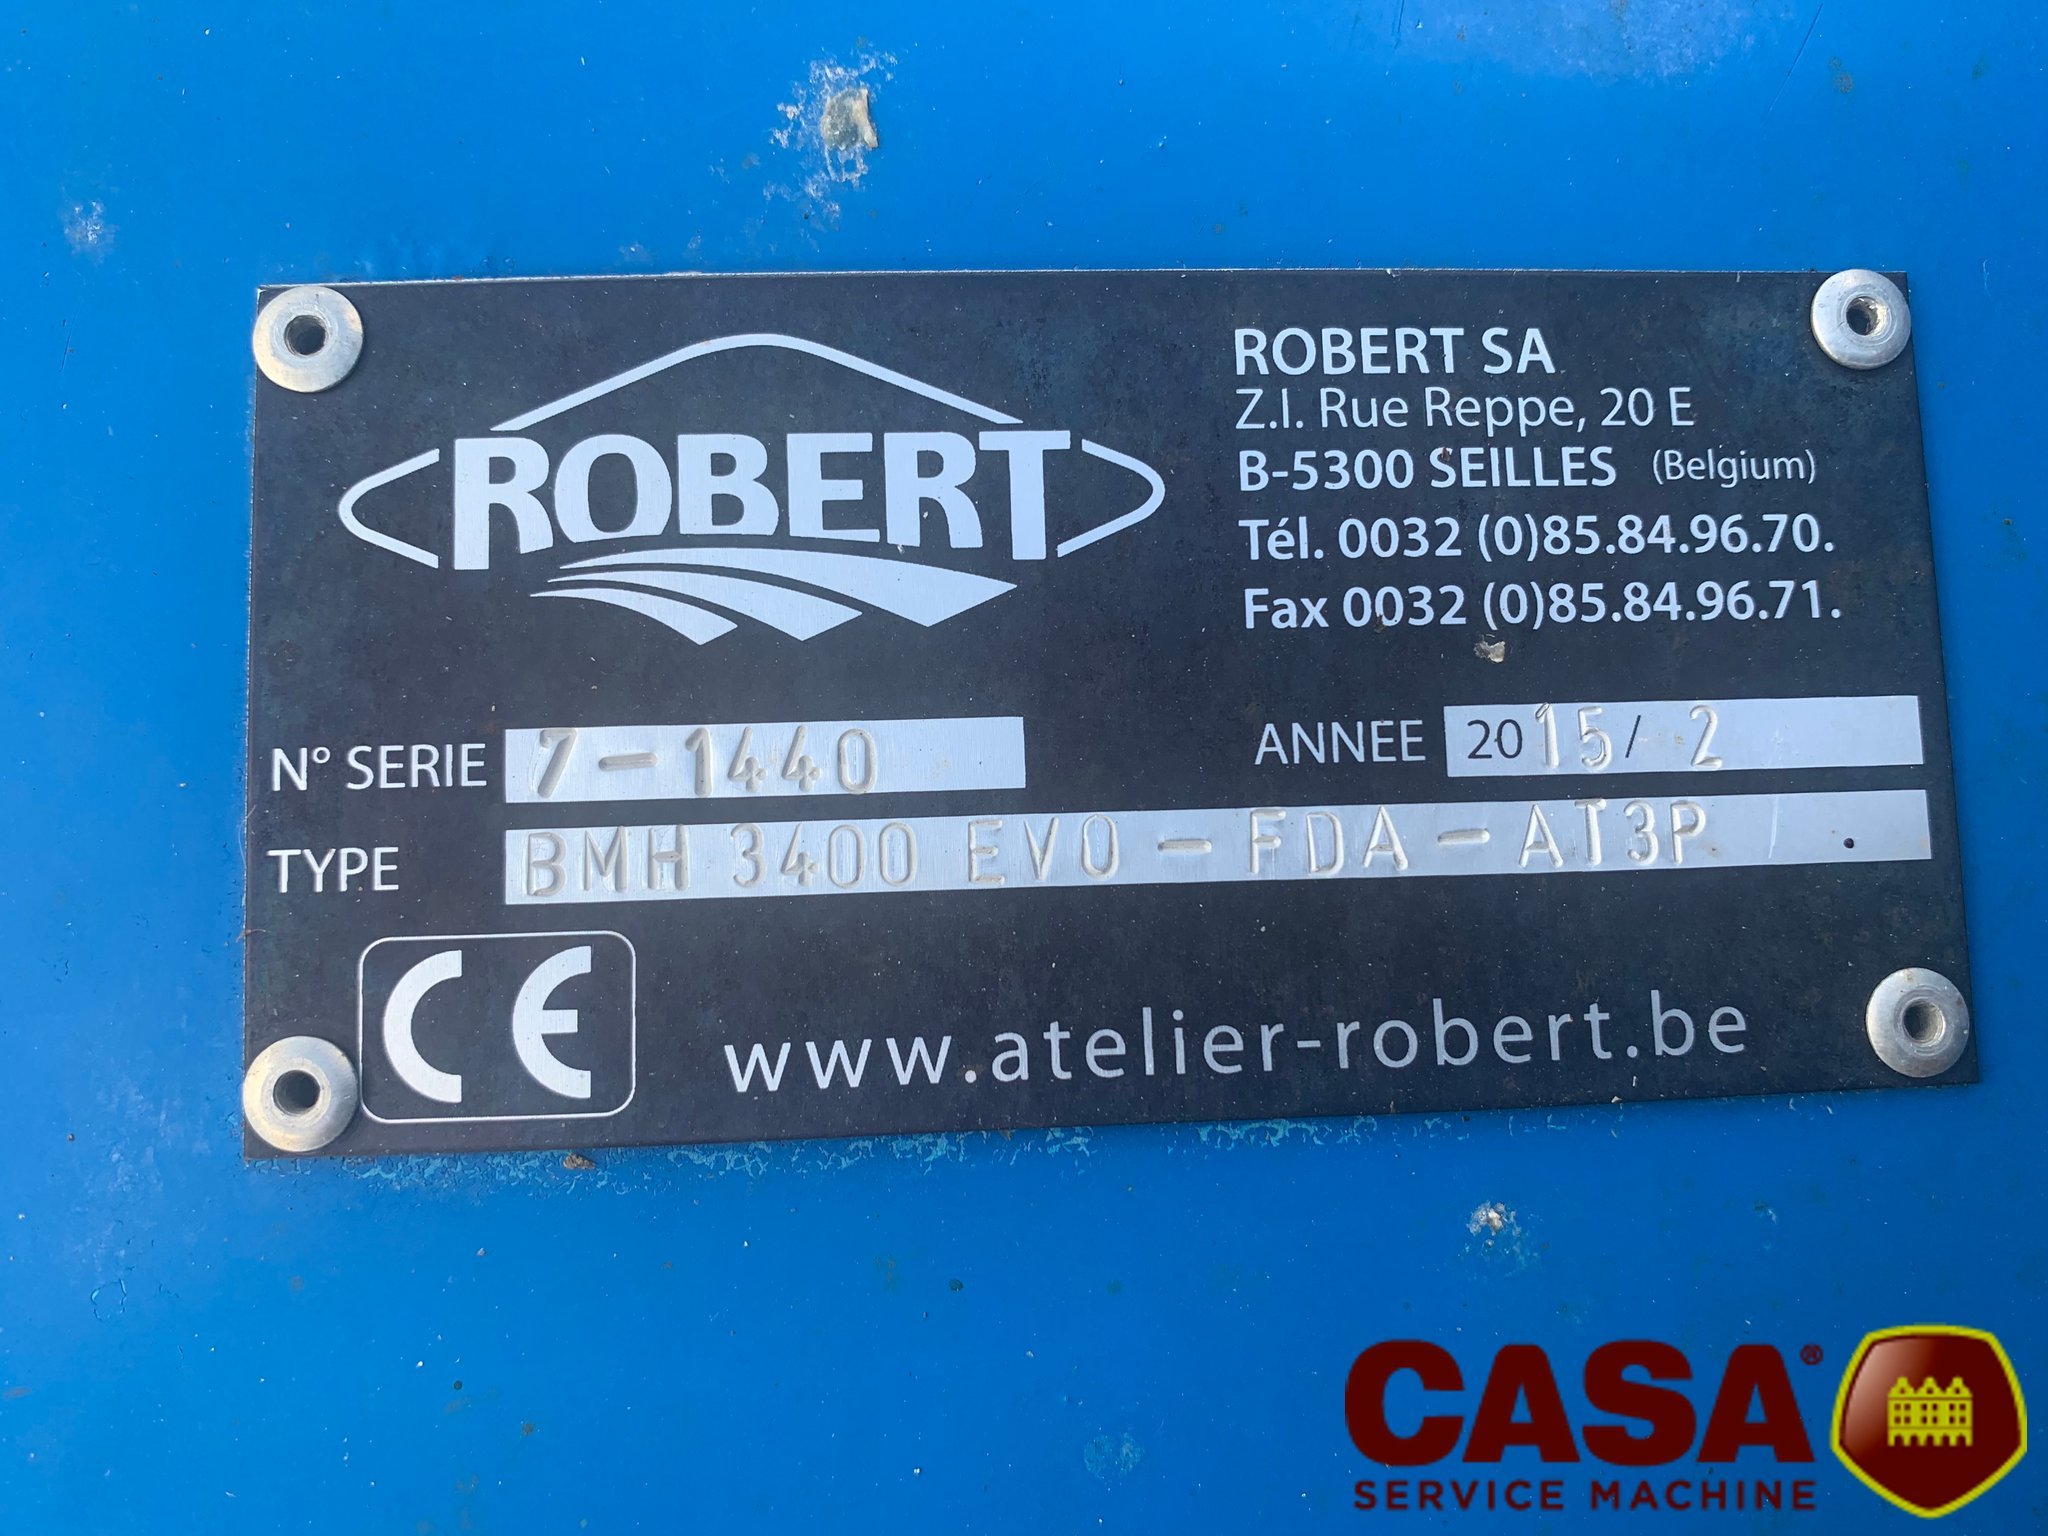 ROBERT
ROBERT SA
Z.I. Rue Reppe, 20 E
B-5300 SEILLES (Belgium)
Tél. 0032 (0)85.84.96.70.
Fax 0032 (0)85.84.96.71.
N° SERIE 7-1440
ANNEE 2015/ 2
TYPE BMH 3400 EVO - FDA - AT3P
CE
www.atelier-robert.be
CASA®
SERVICE MACHINE